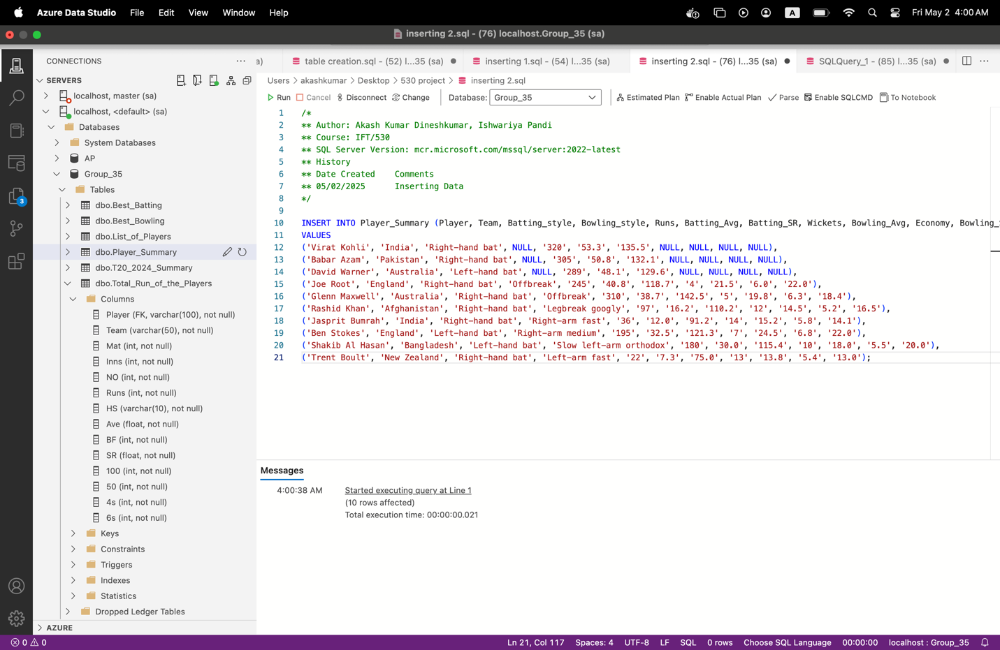 Azure Data Studio File Edit View Window Help
A
Fri May 2 4:00 AM
inserting 2.sql - (76) localhost.Group_35 (sa)
CONNECTIONS
a)
table creation.sql - (52) l...35 (sa)
inserting 1.sql - (54) l...35 (sa)
inserting 2.sql - (76) l...35 (sa)
SQLQuery_1 - (85) l...35 (sa)
SERVERS
localhost, master (sa)
localhost, <default> (sa)
Databases
System Databases
AP
Group_35
Tables
dbo.Best_Batting
dbo.Best_Bowling
dbo.List_of_Players
dbo.Player_Summary
dbo.T20_2024_Summary
dbo.Total_Run_of_the_Players
Columns
Player (FK, varchar(100), not null)
Team (varchar(50), not null)
Mat (int, not null)
Inns (int, not null)
NO (int, not null)
Runs (int, not null)
HS (varchar(10), not null)
Ave (float, not null)
BF (int, not null)
SR (float, not null)
100 (int, not null)
50 (int, not null)
4s (int, not null)
6s (int, not null)
Keys
Constraints
Triggers
Indexes
Statistics
Dropped Ledger Tables
AZURE
3
Users > akashkumar > Desktop > 530 project > inserting 2.sql
Run Cancel Disconnect Change Database: Group_35 Estimated Plan Enable Actual Plan Parse Enable SQLCMD To Notebook
1 /*
2 ** Author: Akash Kumar Dineshkumar, Ishwariya Pandi
3 ** Course: IFT/530
4 ** SQL Server Version: mcr.microsoft.com/mssql/server:2022-latest
5 ** History
6 ** Date Created    Comments
7 ** 05/02/2025      Inserting Data
8 */
9
10 INSERT INTO Player_Summary (Player, Team, Batting_style, Bowling_style, Runs, Batting_Avg, Batting_SR, Wickets, Bowling_Avg, Economy, Bowling_
11 VALUES
12 ('Virat Kohli', 'India', 'Right-hand bat', NULL, '320', '53.3', '135.5', NULL, NULL, NULL, NULL),
13 ('Babar Azam', 'Pakistan', 'Right-hand bat', NULL, '305', '50.8', '132.1', NULL, NULL, NULL, NULL),
14 ('David Warner', 'Australia', 'Left-hand bat', NULL, '289', '48.1', '129.6', NULL, NULL, NULL, NULL),
15 ('Joe Root', 'England', 'Right-hand bat', 'Offbreak', '245', '40.8', '118.7', '4', '21.5', '6.0', '22.0'),
16 ('Glenn Maxwell', 'Australia', 'Right-hand bat', 'Offbreak', '310', '38.7', '142.5', '5', '19.8', '6.3', '18.4'),
17 ('Rashid Khan', 'Afghanistan', 'Right-hand bat', 'Legbreak googly', '97', '16.2', '110.2', '12', '14.5', '5.2', '16.5'),
18 ('Jasprit Bumrah', 'India', 'Right-hand bat', 'Right-arm fast', '36', '12.0', '91.2', '14', '15.2', '5.8', '14.1'),
19 ('Ben Stokes', 'England', 'Left-hand bat', 'Right-arm medium', '195', '32.5', '121.3', '7', '24.5', '6.8', '22.0'),
20 ('Shakib Al Hasan', 'Bangladesh', 'Left-hand bat', 'Slow left-arm orthodox', '180', '30.0', '115.4', '10', '18.0', '5.5', '20.0'),
21 ('Trent Boult', 'New Zealand', 'Right-hand bat', 'Left-arm fast', '22', '7.3', '75.0', '13', '13.8', '5.4', '13.0');
Messages
4:00:38 AM Started executing query at Line 1
(10 rows affected)
Total execution time: 00:00:00.021
0 0
Ln 21, Col 117 Spaces: 4 UTF-8 LF SQL 0 rows Choose SQL Language 00:00:00 localhost : Group_35